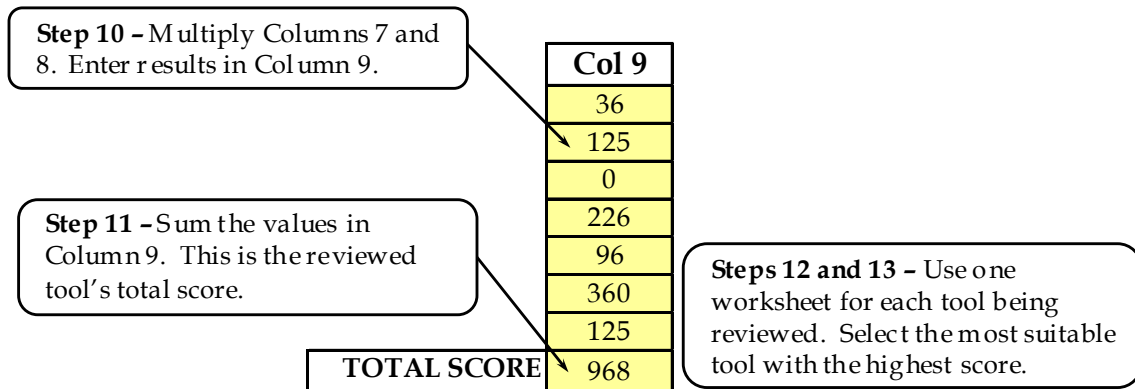 Step 10 – Multiply Columns 7 and
8. Enter results in Column 9.
Col 9
36
125
0
226
96
360
125
TOTAL SCORE 968
Step 11 – Sum the values in
Column 9. This is the reviewed
tool's total score.
Steps 12 and 13 – Use one
worksheet for each tool being
reviewed. Select the most suitable
tool with the highest score.